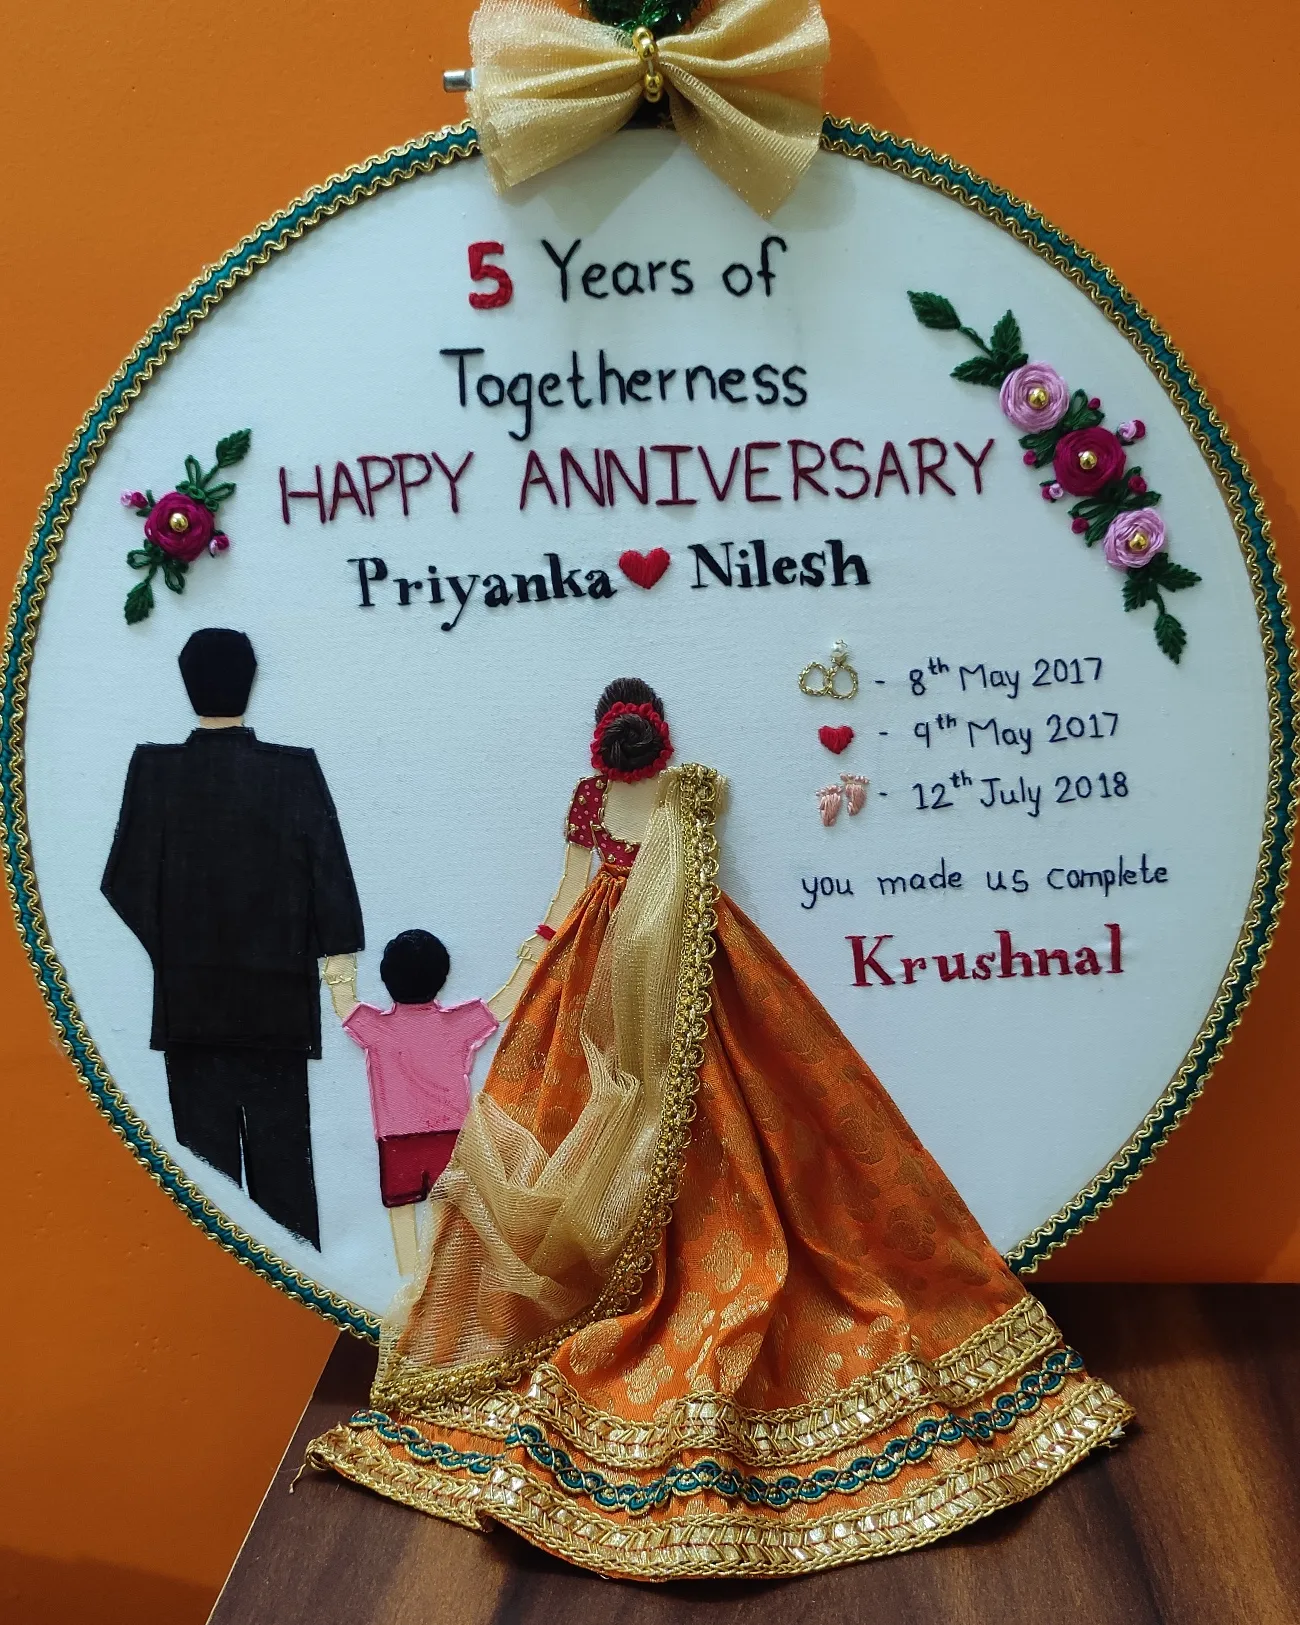 5 Years of
Togetherness
HAPPY ANNIVERSARY
Priyanka Nilesh
- 8th May 2017
- 9th May 2017
- 12th July 2018
you made us complete
Krushnal